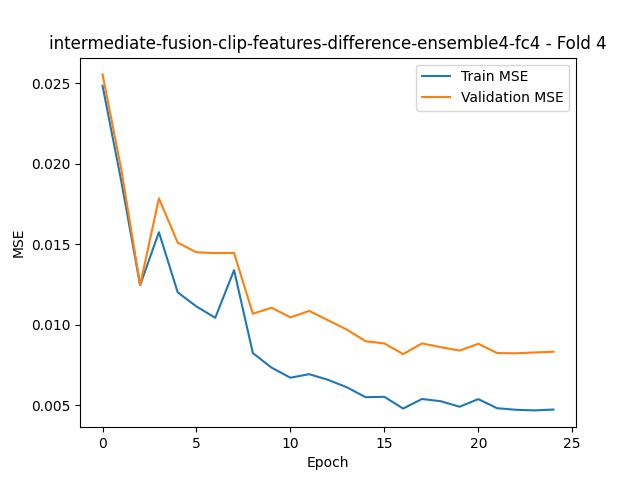 intermediate-fusion-clip-features-difference-ensemble4-fc4 - Fold 4
Train MSE
Validation MSE
0.025
0.020
0.015
0.010
0.005
MSE
0
5
10
15
20
25
Epoch